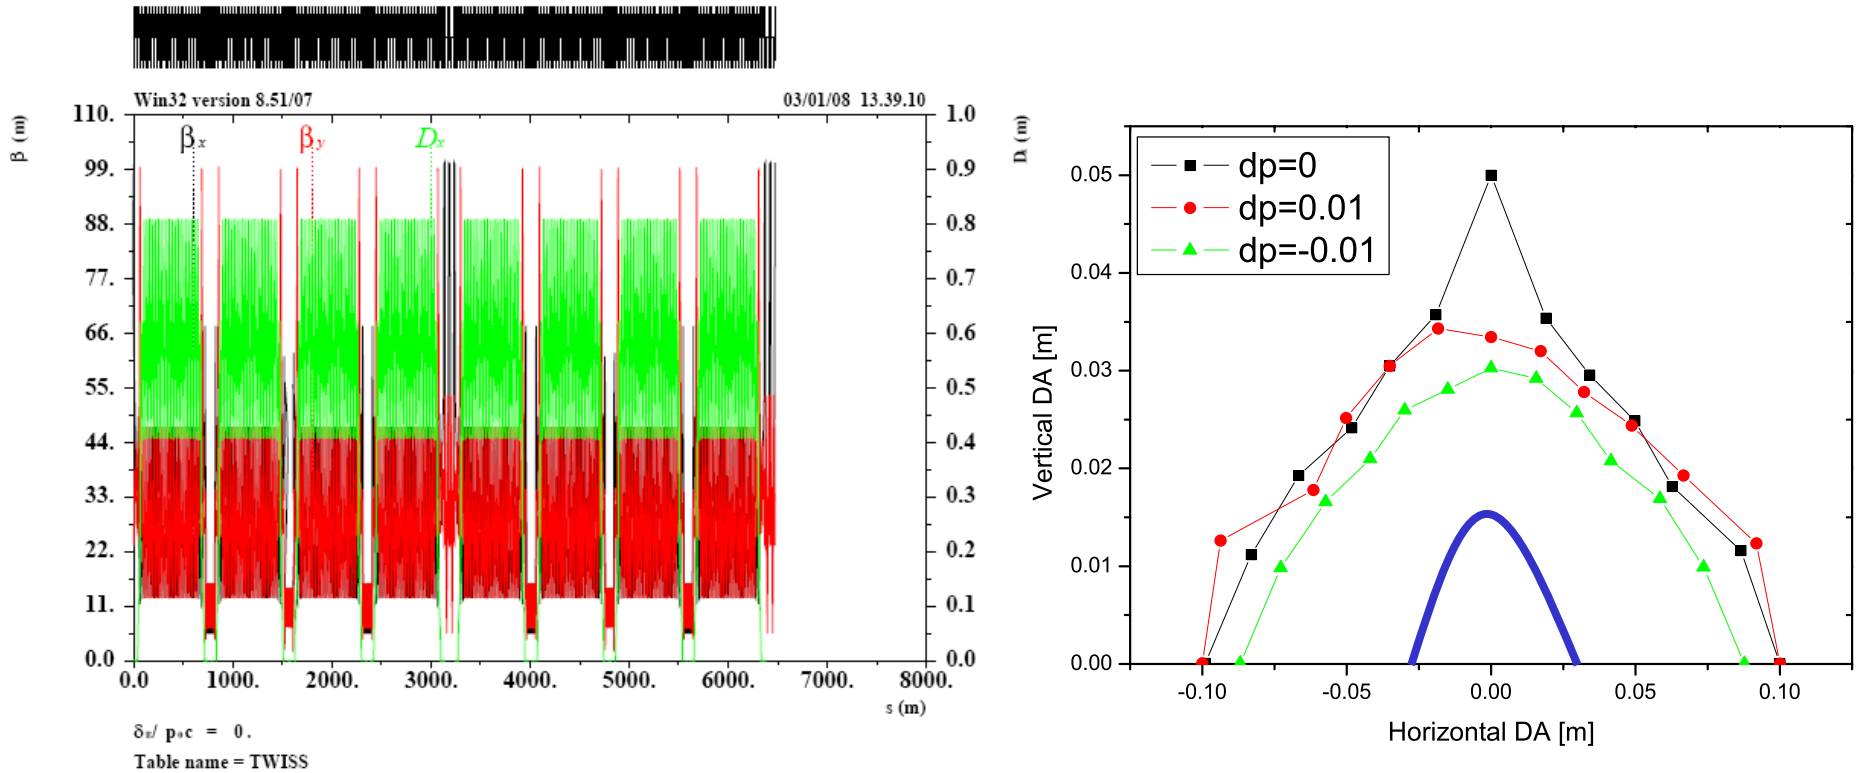 Win32 version 8.51/07 03/01/08 13.39.10
β (m)
110.
99.
88.
77.
66.
55.
44.
33.
22.
11.
0.0
βx βy Dx
1.0
0.9
0.8
0.7
0.6
0.5
0.4
0.3
0.2
0.1
0.0
D (m)
0.0 1000. 2000. 3000. 4000. 5000. 6000. 7000. 8000.
s (m)
δ / p c = 0.
Table name = TWISS
dp=0
dp=0.01
dp=-0.01
Vertical DA [m]
0.05
0.04
0.03
0.02
0.01
0.00
-0.10 -0.05 0.00 0.05 0.10
Horizontal DA [m]